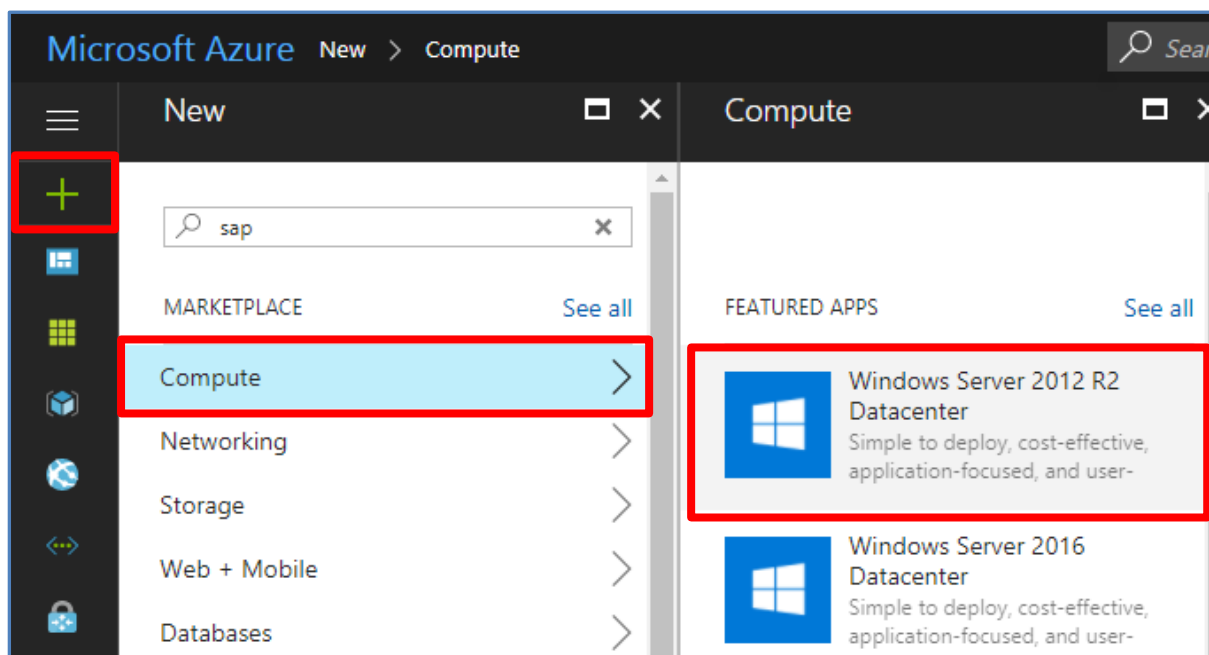 Microsoft Azure New > Compute
New
sap
MARKETPLACE See all
Compute
Networking
Storage
Web + Mobile
Databases
Compute
FEATURED APPS See all
Windows Server 2012 R2
Datacenter
Simple to deploy, cost-effective,
application-focused, and user-
Windows Server 2016
Datacenter
Simple to deploy, cost-effective,
application-focused, and user-